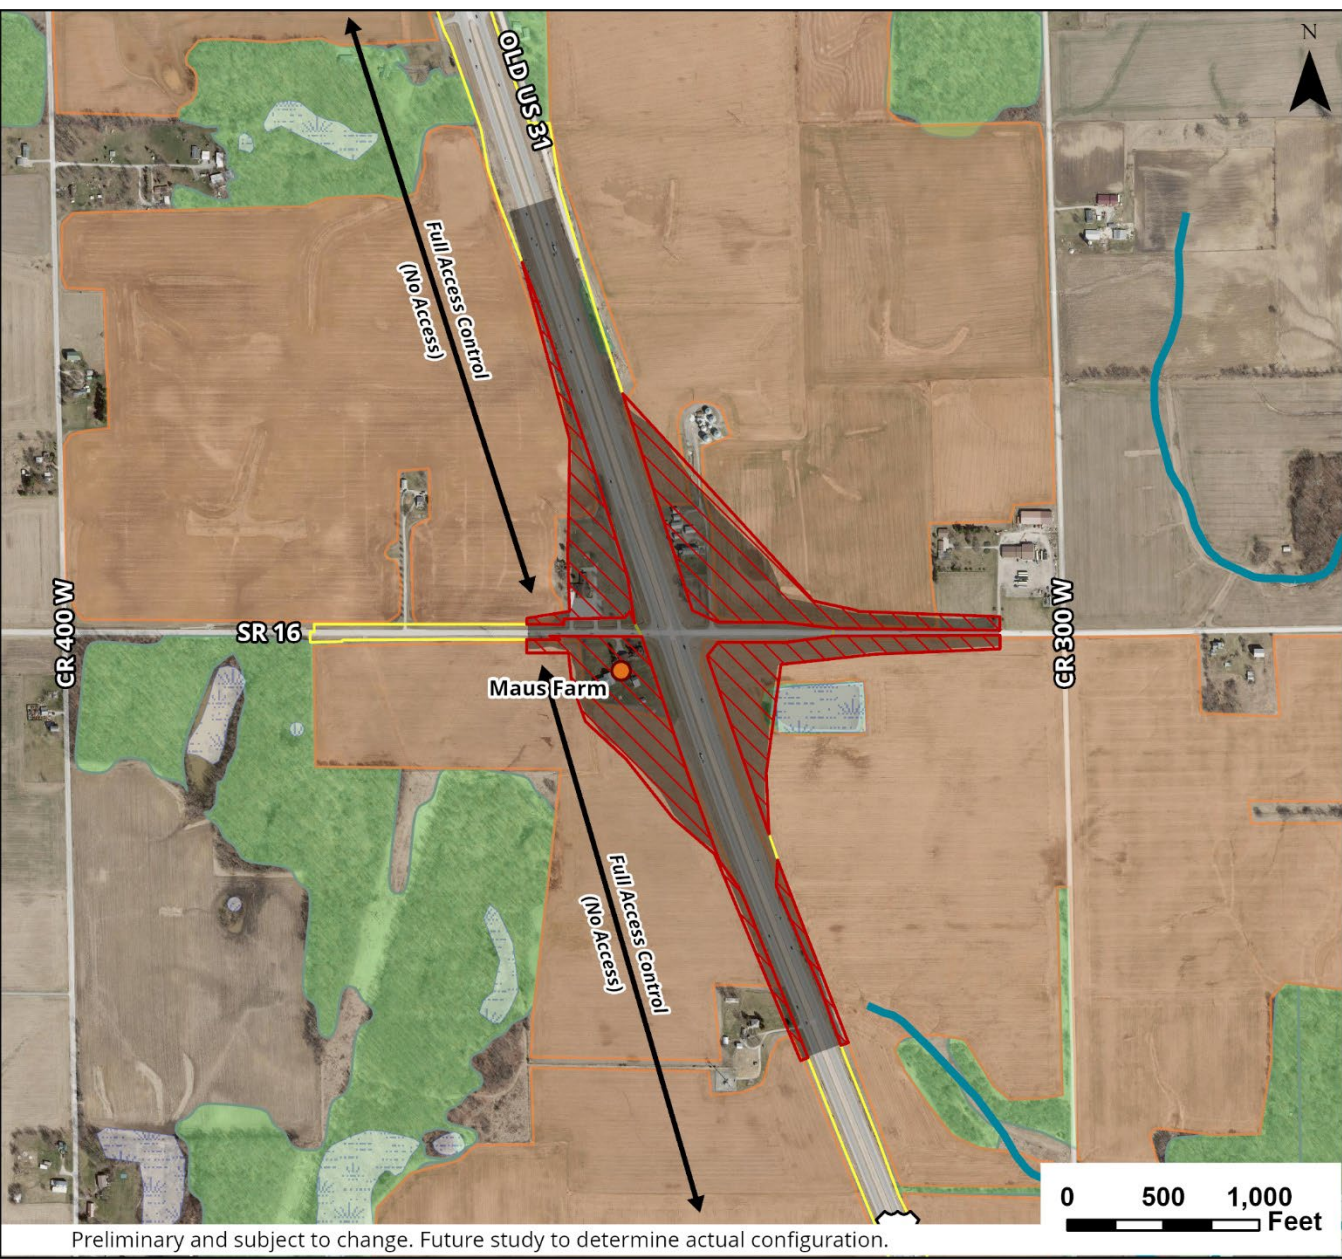 N
OLD US 31
Full Access Control
(No Access)
CR 400 W
SR 16
CR 300 W
Maus Farm
Full Access Control
(No Access)
0 500 1,000
Feet
Preliminary and subject to change. Future study to determine actual configuration.